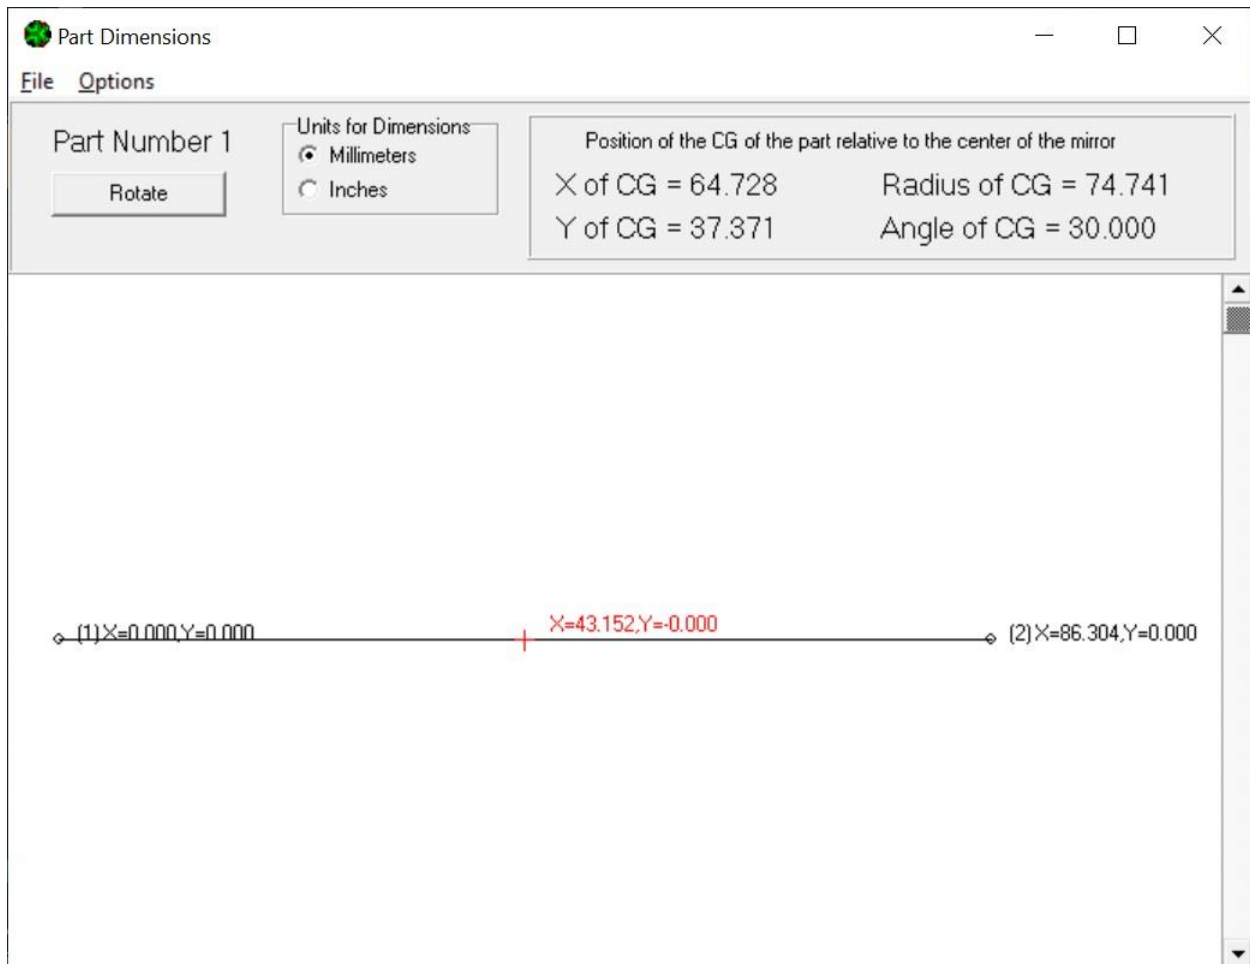 Part Dimensions
File Options
Part Number 1
Rotate
Units for Dimensions
Millimeters
Inches
Position of the CG of the part relative to the center of the mirror
X of CG = 64.728 Radius of CG = 74.741
Y of CG = 37.371 Angle of CG = 30.000
(1)X=0.000,Y=0.000
X=43.152,Y=-0.000
(2)X=86.304,Y=0.000